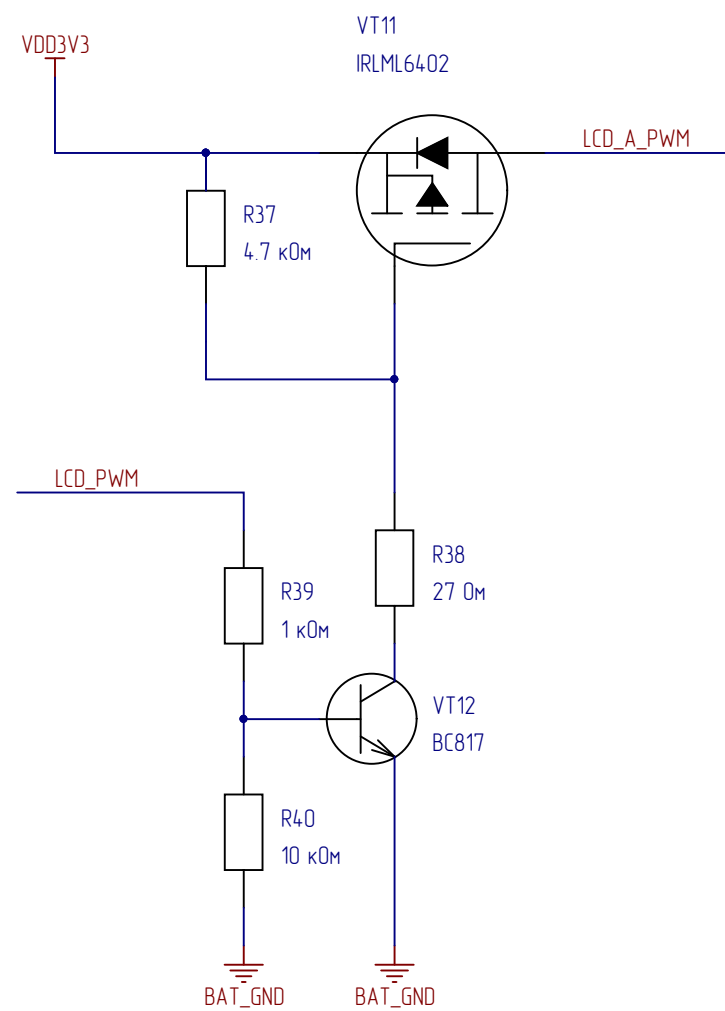 VT11
IRLML6402
VDD3V3
LCD_A_PWM
R37
4.7 кОм
LCD_PWM
R38
27 Ом
R39
1 кОм
VT12
BC817
R40
10 кОм
BAT_GND
BAT_GND